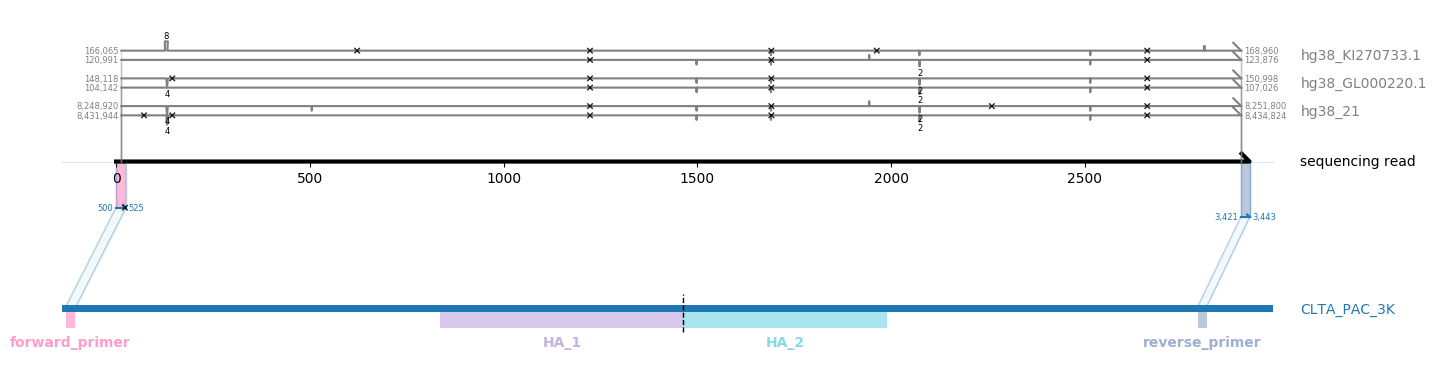 8
166,065 168,960
hg38_KI270733.1
120,991 123,876
2
148,118 150,998
hg38_GL000220.1
104,142 107,026
4 2
2
8,248,920 8,251,800
hg38_21
8,431,944 8,434,824
4 2
4 2
sequencing read
0 500 1000 1500 2000 2500
500 525
3,421 3,443
CLTA_PAC_3K
forward_primer HA_1 HA_2 reverse_primer